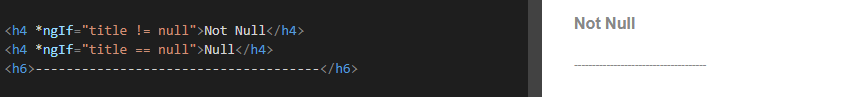 <h4 *ngIf="title != null">Not Null</h4>
<h4 *ngIf="title == null">Null</h4>
<h6>-------------------------------------</h6>
Not Null
-------------------------------------